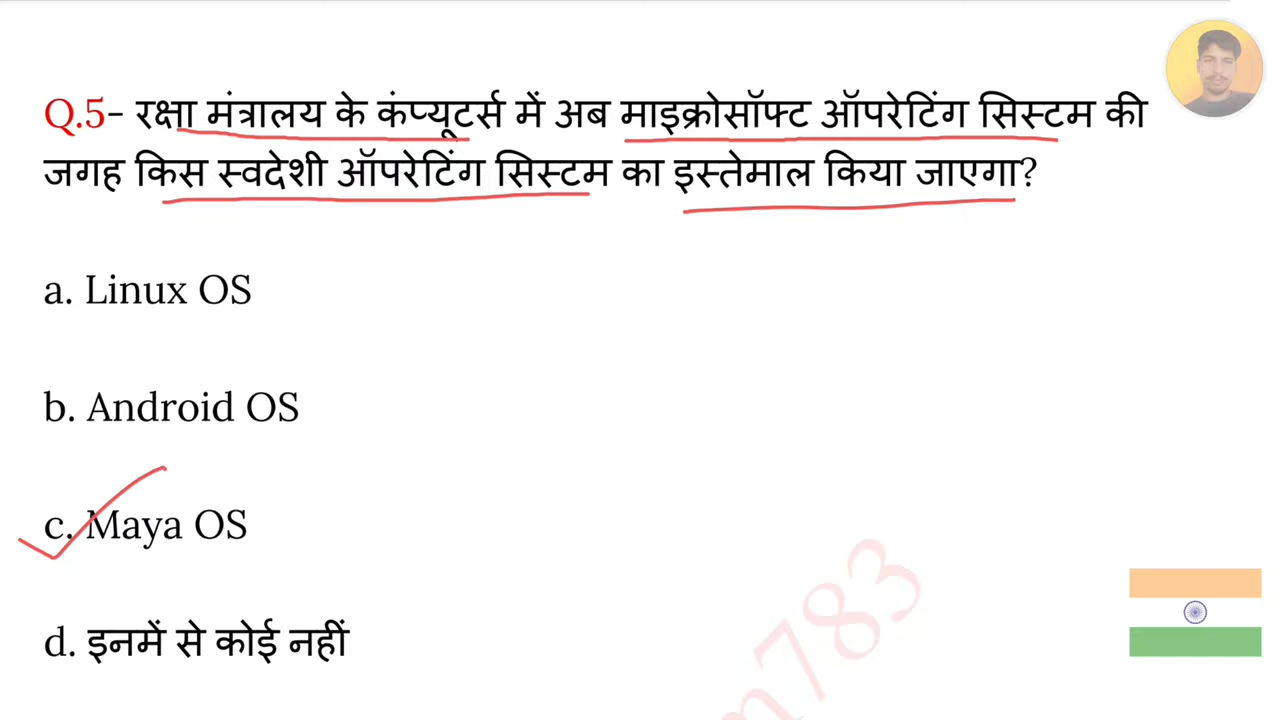 Q.5- रक्षा मंत्रालय के कंप्यूटर्स में अब माइक्रोसॉफ्ट ऑपरेटिंग सिस्टम की
जगह किस स्वदेशी ऑपरेटिंग सिस्टम का इस्तेमाल किया जाएगा?
a. Linux OS
b. Android OS
c. Maya OS
d. इनमें से कोई नहीं